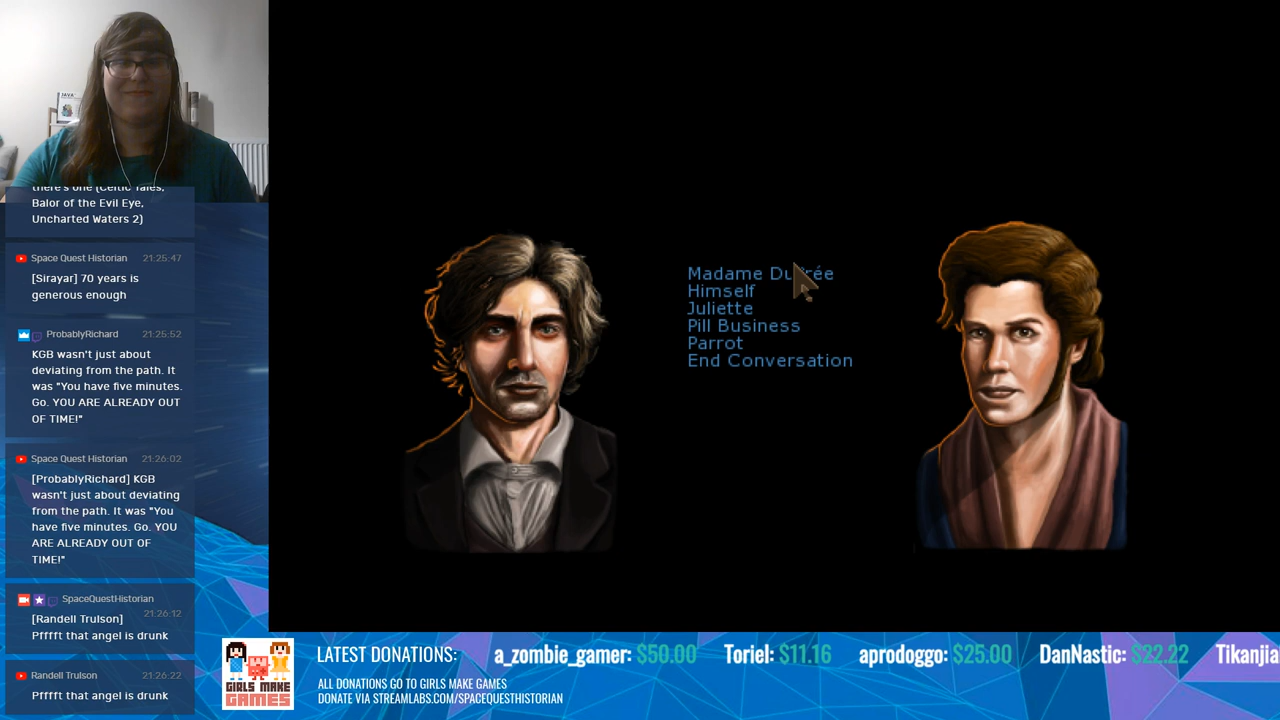 there's one (Celtic Tales,
Balor of the Evil Eye,
Uncharted Waters 2)
Space Quest Historian 21:25:47
[Sirayar] 70 years is
generous enough
ProbablyRichard 21:25:52
KGB wasn't just about
deviating from the path. It
was "You have five minutes.
Go. YOU ARE ALREADY OUT
OF TIME!"
Space Quest Historian 21:26:02
[ProbablyRichard] KGB
wasn't just about deviating
from the path. It was "You
have five minutes. Go. YOU
ARE ALREADY OUT OF
TIME!"
SpaceQuestHistorian
21:26:12
[Randell Trulson]
Pfffft that angel is drunk
Randell Trulson 21:26:22
Pfffft that angel is drunk
JAVA
Madame
Himself
Juliette
Pill Business
Parrot
End Conversation
GIRLS MAKE
GAMES
LATEST DONATIONS: a_zombie_gamer: $50.00 Toriel: $11.16 aprodoggo: $25.00 DanNastic: $22.22 Tikanjia
ALL DONATIONS GO TO GIRLS MAKE GAMES
DONATE VIA STREAMLABS.COM/SPACEQUESTHISTORIAN